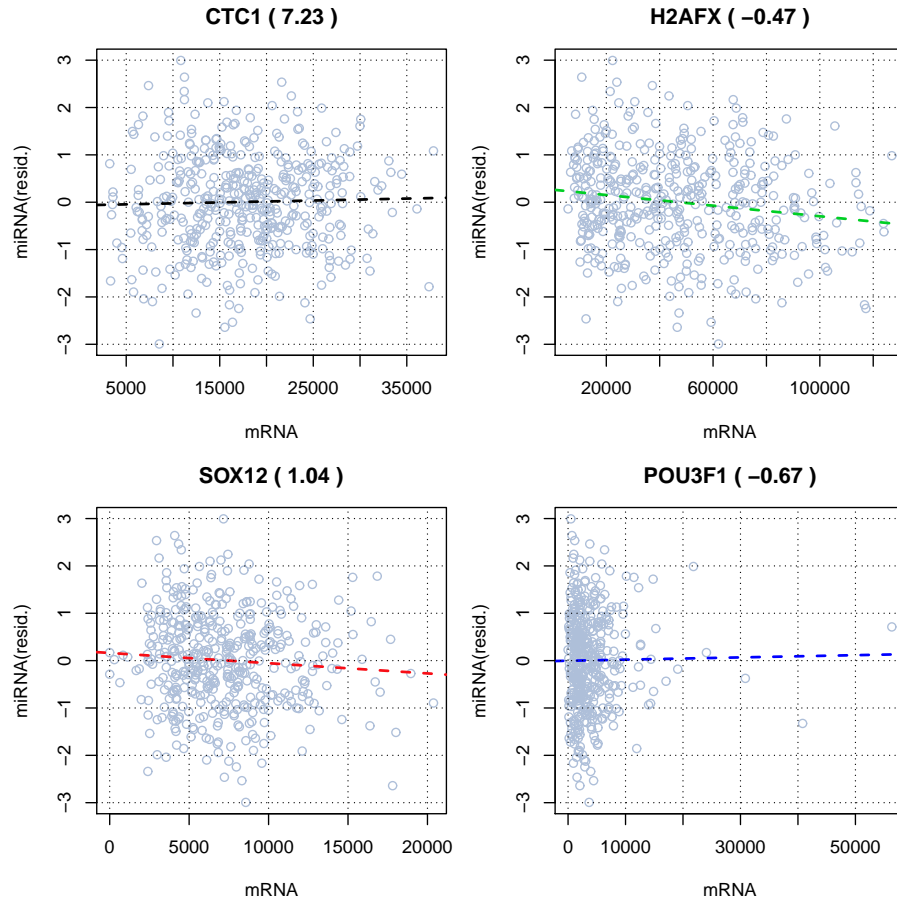 CTC1 ( 7.23 )
3
2
1
0
−1
−2
−3
miRNA(resid.)
5000 15000 25000 35000
mRNA
H2AFX ( −0.47 )
3
2
1
0
−1
−2
−3
miRNA(resid.)
20000 60000 100000
mRNA
SOX12 ( 1.04 )
3
2
1
0
−1
−2
−3
miRNA(resid.)
0 5000 10000 15000 20000
mRNA
POU3F1 ( −0.67 )
3
2
1
0
−1
−2
−3
miRNA(resid.)
0 10000 30000 50000
mRNA